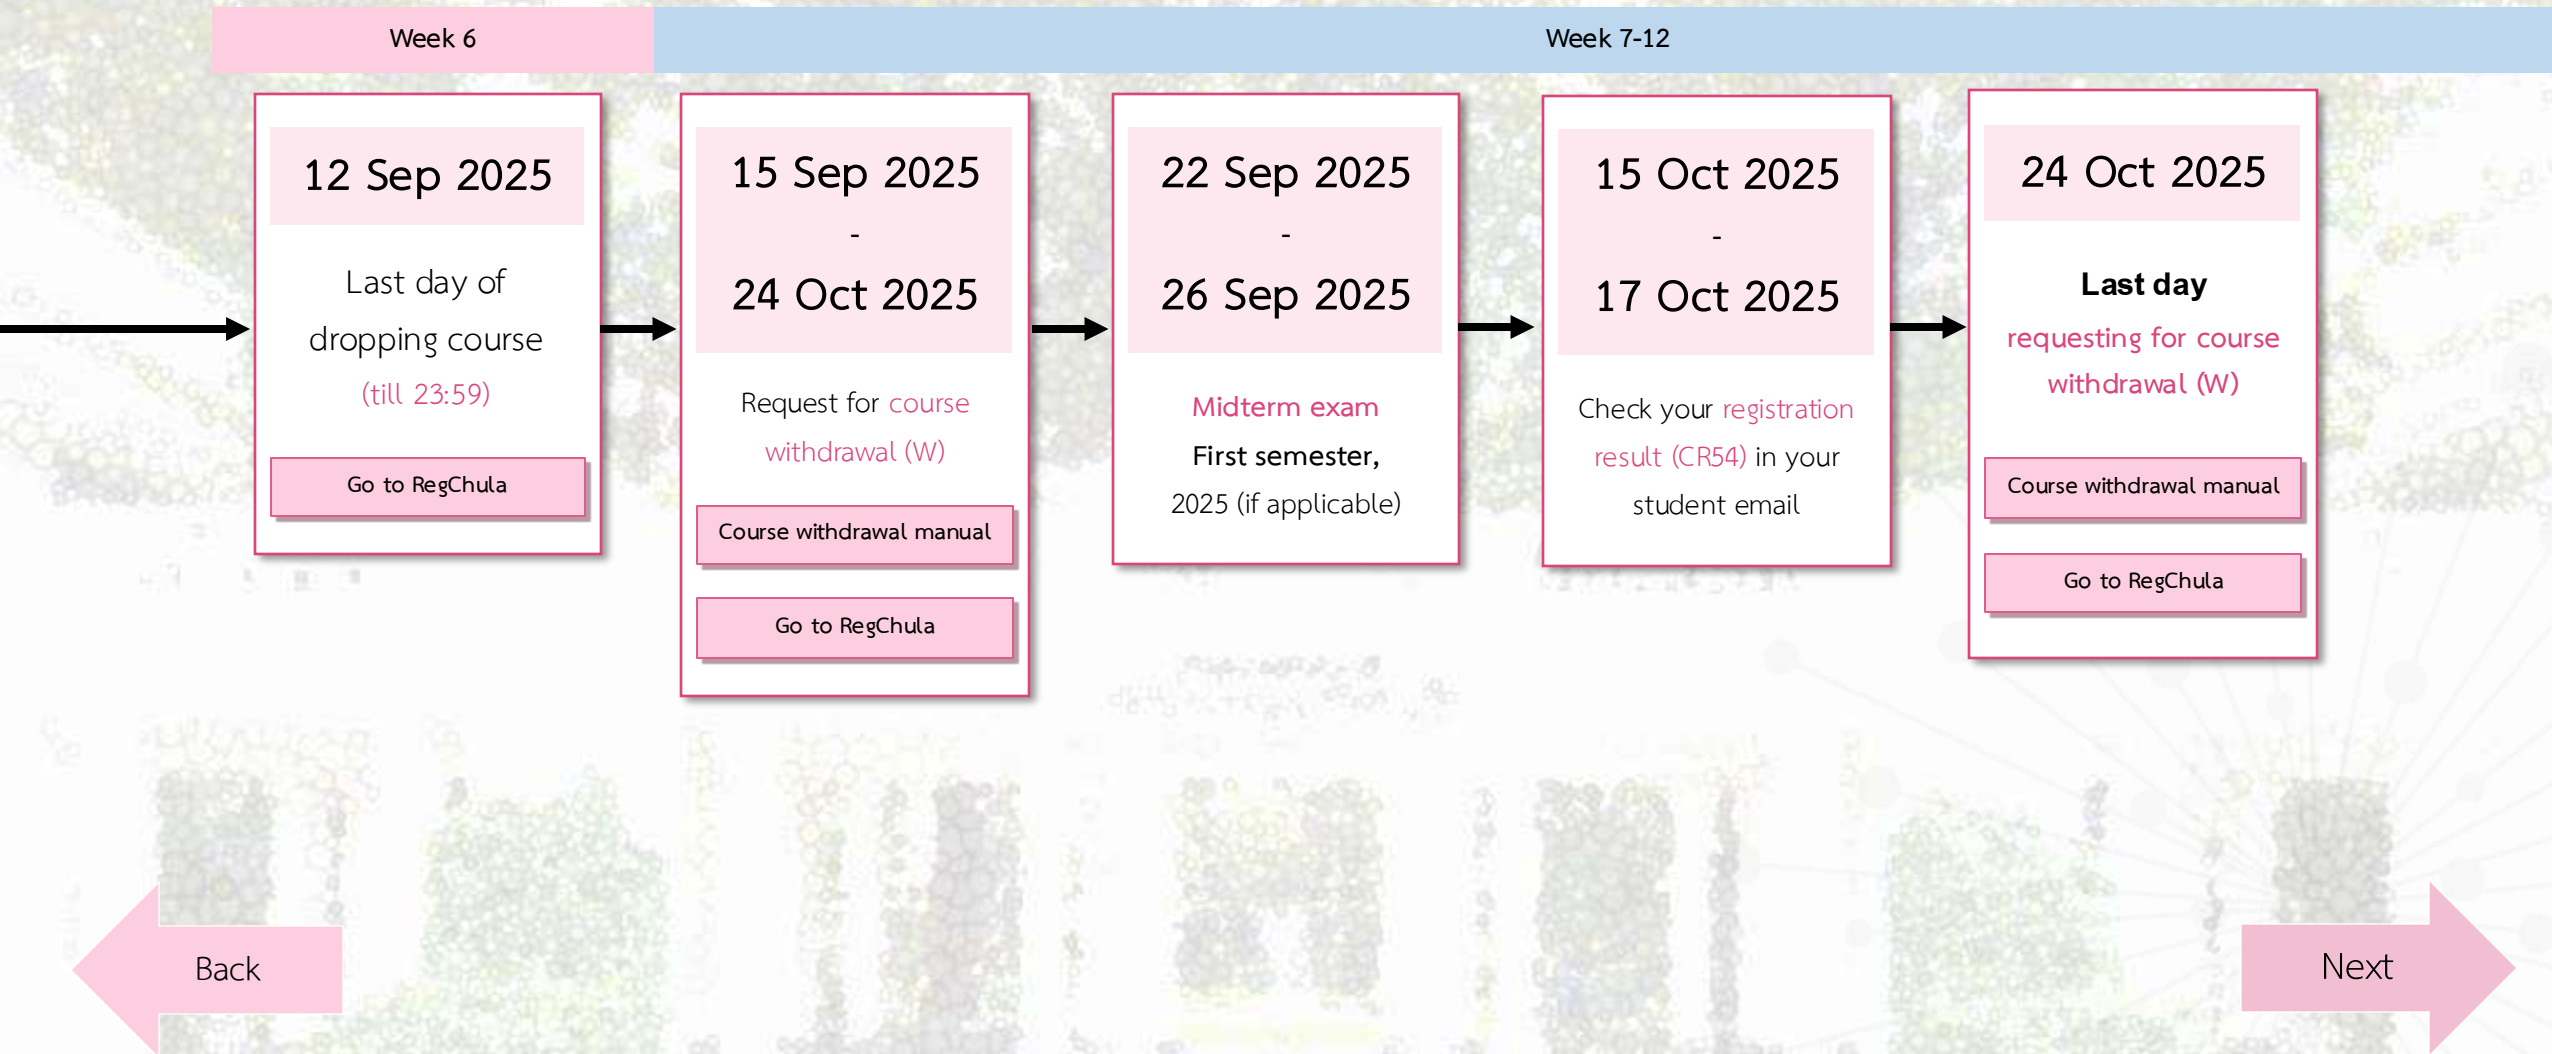 Week 6
Week 7-12
12 Sep 2025
Last day of
dropping course
(till 23:59)
Go to RegChula
15 Sep 2025
-
24 Oct 2025
Request for course
withdrawal (W)
Course withdrawal manual
Go to RegChula
22 Sep 2025
-
26 Sep 2025
Midterm exam
First semester,
2025 (if applicable)
15 Oct 2025
-
17 Oct 2025
Check your registration
result (CR54) in your
student email
24 Oct 2025
Last day
requesting for course
withdrawal (W)
Course withdrawal manual
Go to RegChula
Back
Next